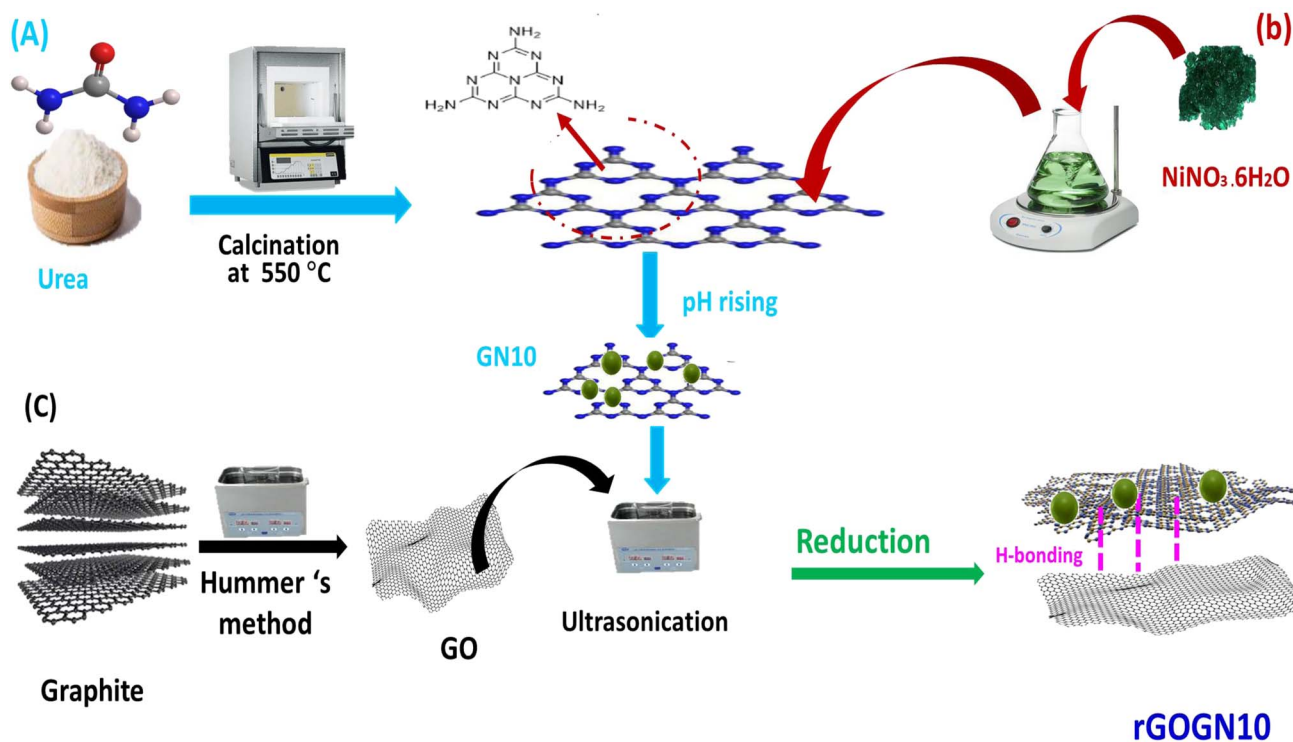 (A)
(b)
NH₂
N N
N N N
H₂N N N NH₂
NiNO₃.6H₂O
Calcination
at 550 °C
Urea
pH rising
GN10
(C)
Reduction
H-bonding
Hummer ‘s
method
Ultrasonication
GO
Graphite
rGOGN10